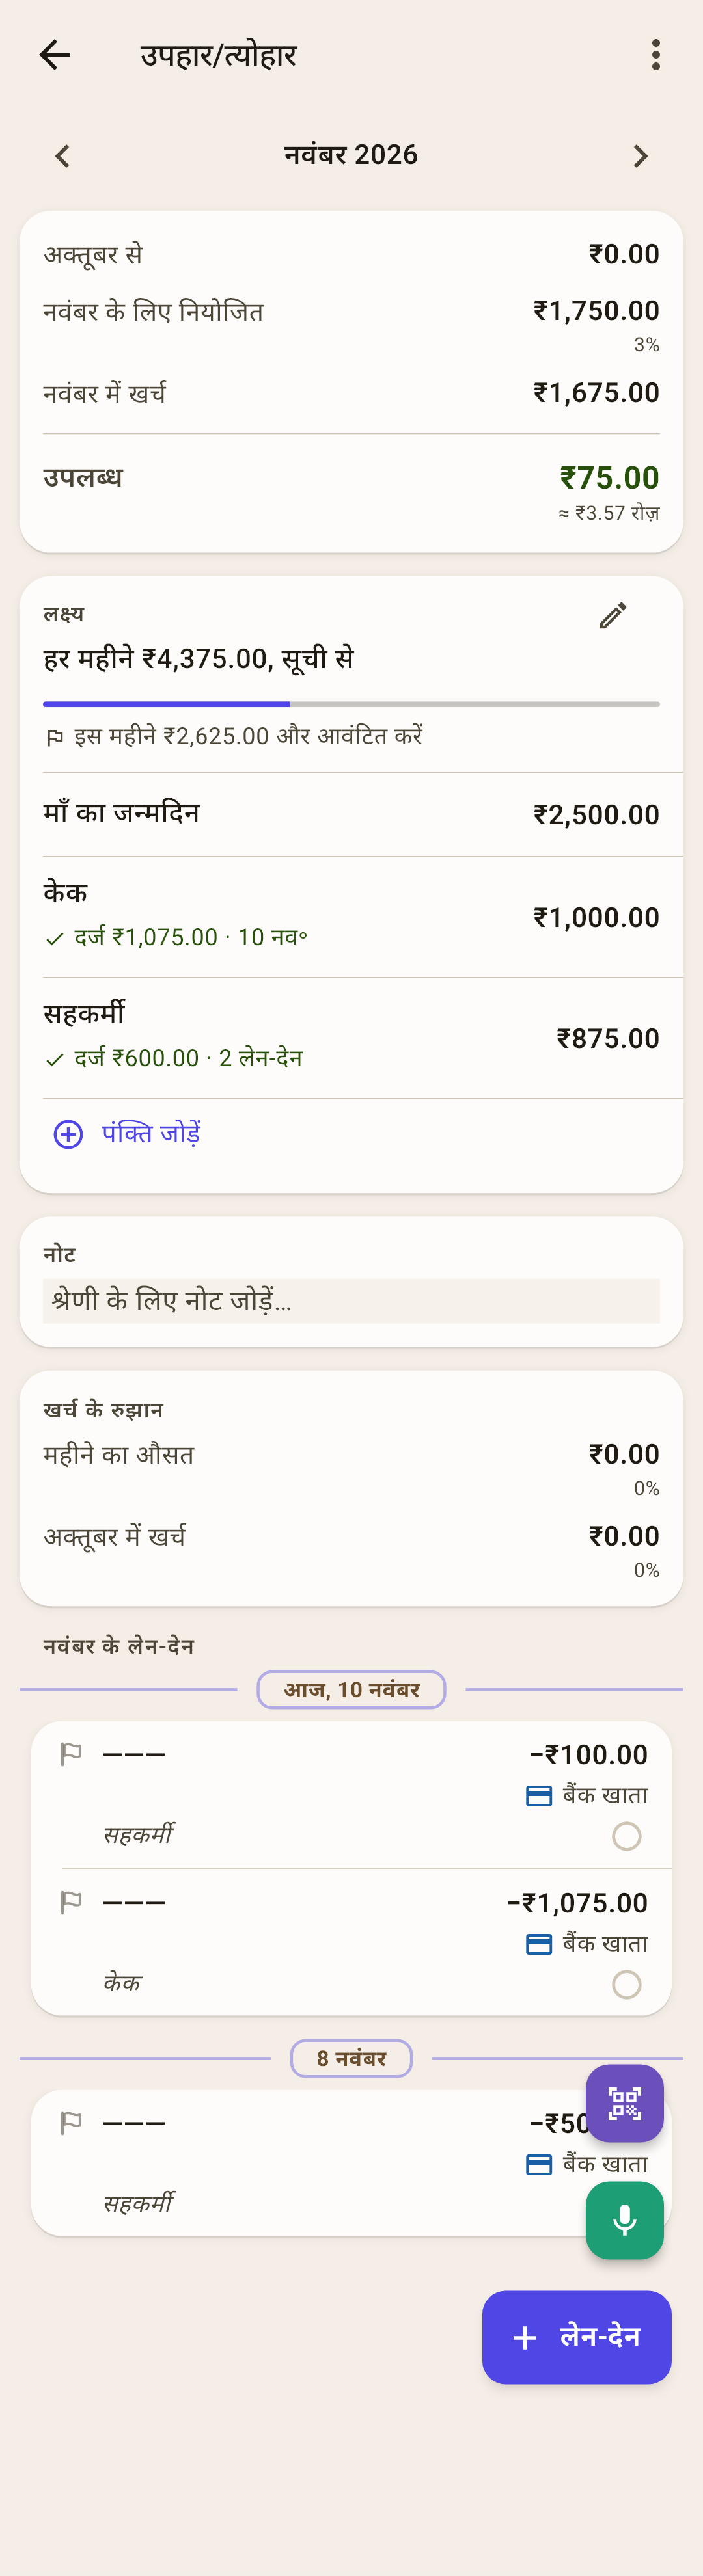 उपहार/त्योहार
नवंबर 2026
अक्तूबर से ₹0.00
नवंबर के लिए नियोजित ₹1,750.00
3%
नवंबर में खर्च ₹1,675.00
उपलब्ध ₹75.00
≈ ₹3.57 रोज़
लक्ष्य
हर महीने ₹4,375.00, सूची से
इस महीने ₹2,625.00 और आवंटित करें
माँ का जन्मदिन ₹2,500.00
केक ₹1,000.00
दर्ज ₹1,075.00 · 10 नव॰
सहकर्मी ₹875.00
दर्ज ₹600.00 · 2 लेन-देन
पंक्ति जोड़ें
नोट
श्रेणी के लिए नोट जोड़ें…
खर्च के रुझान
महीने का औसत ₹0.00
0%
अक्तूबर में खर्च ₹0.00
0%
नवंबर के लेन-देन
आज, 10 नवंबर
——— −₹100.00
बैंक खाता
सहकर्मी
——— −₹1,075.00
बैंक खाता
केक
8 नवंबर
——— −₹50
बैंक खाता
सहकर्मी
लेन-देन